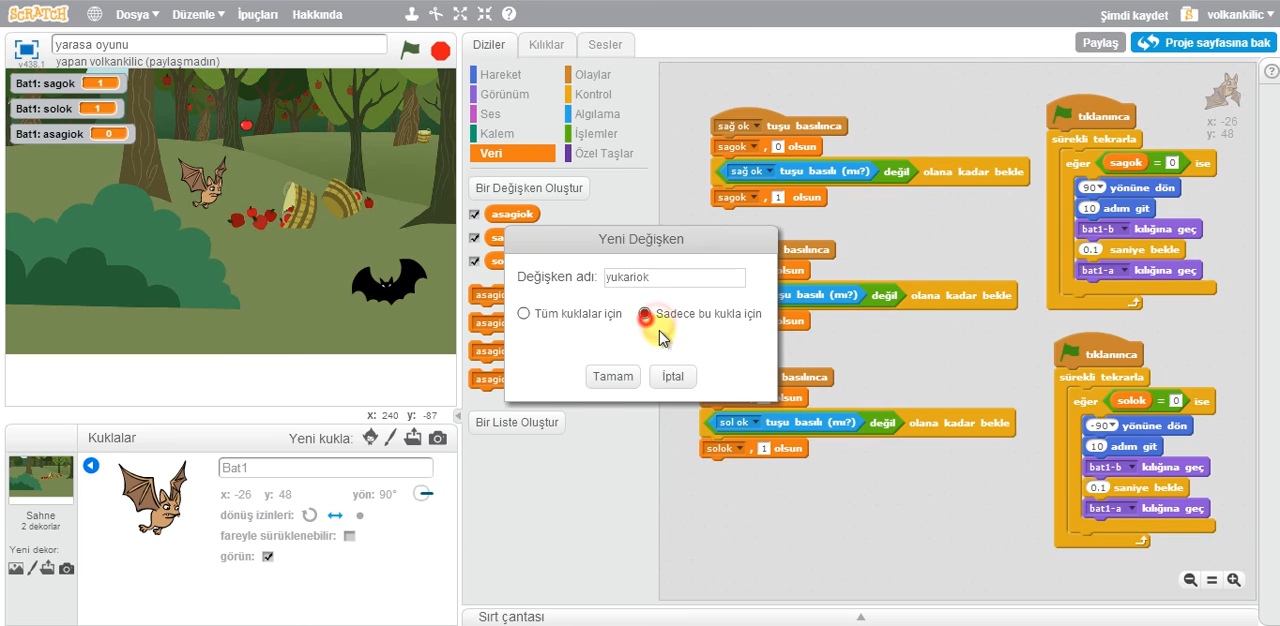 SCRATCH Dosya Düzenle İpuçları Hakkında Şimdi kaydet volkankilic
yarasa oyunu
v438.1 yapan volkankilic (paylaşmadın)
Bat1: sagok 1
Bat1: solok 1
Bat1: asagiok 0
x: 240 y: -87
Diziler Kılıklar Sesler
Paylaş Proje sayfasına bak
Hareket Olaylar
Görünüm Kontrol
Ses Algılama
Kalem İşlemler
Veri Özel Taşlar
Bir Değişken Oluştur
asagiok
sa
so
asagio
asagi
asagi
asagio
Bir Liste Oluştur
Yeni Değişken
Değişken adı: yukariok
Tüm kuklalar için Sadece bu kukla için
Tamam İptal
sağ ok tuşu basılınca
sagok , 0 olsun
sağ ok tuşu basılı (mı?) değil olana kadar bekle
sagok , 1 olsun
basılınca
olsun
şu basılı (mı?) değil olana kadar bekle
olsun
basılınca
olsun
sol ok tuşu basılı (mı?) değil olana kadar bekle
solok , 1 olsun
tıklanınca
sürekli tekrarla
eğer sagok = 0 ise
90 yönüne dön
10 adım git
bat1-b kılığına geç
0.1 saniye bekle
bat1-a kılığına geç
x: -26
y: 48
tıklanınca
sürekli tekrarla
eğer solok = 0 ise
-90 yönüne dön
10 adım git
bat1-b kılığına geç
0.1 saniye bekle
bat1-a kılığına geç
Kuklalar Yeni kukla:
Sahne
2 dekorlar
Yeni dekor:
Bat1
x: -26 y: 48 yön: 90°
dönüş izinleri:
fareyle sürüklenebilir:
görün:
Sırt çantası